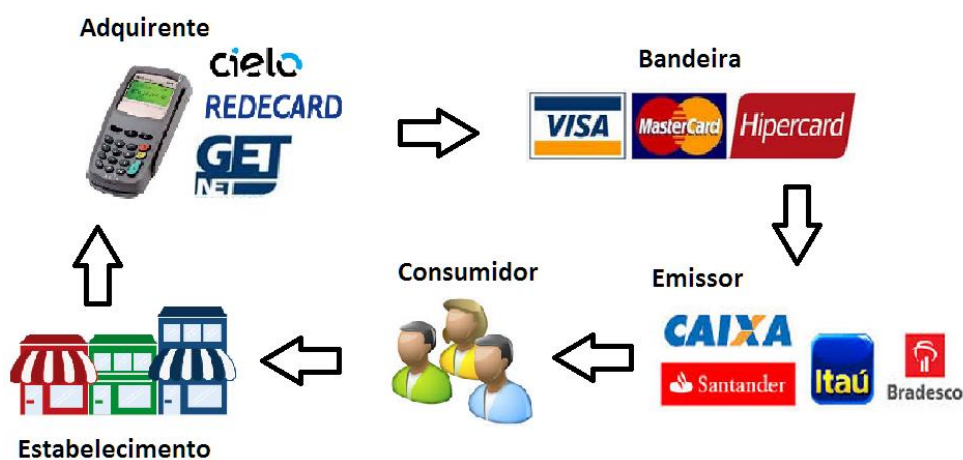 Adquirente
cielo
REDECARD
GET
NET
Bandeira
VISA
MasterCard
Hipercard
Consumidor
Emissor
CAIXA
Santander
Itaú
Bradesco
Estabelecimento